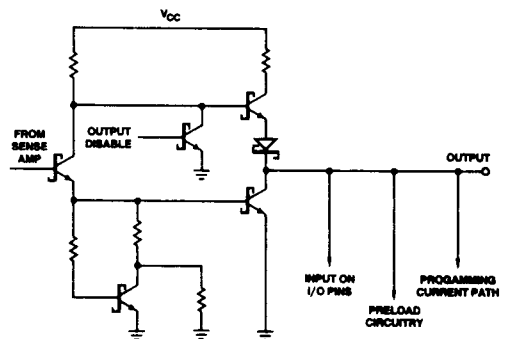 VCC
FROM
SENSE
AMP
OUTPUT
DISABLE
OUTPUT
INPUT ON
I/O PINS
PRELOAD
CIRCUITRY
PROGAMMING
CURRENT PATH